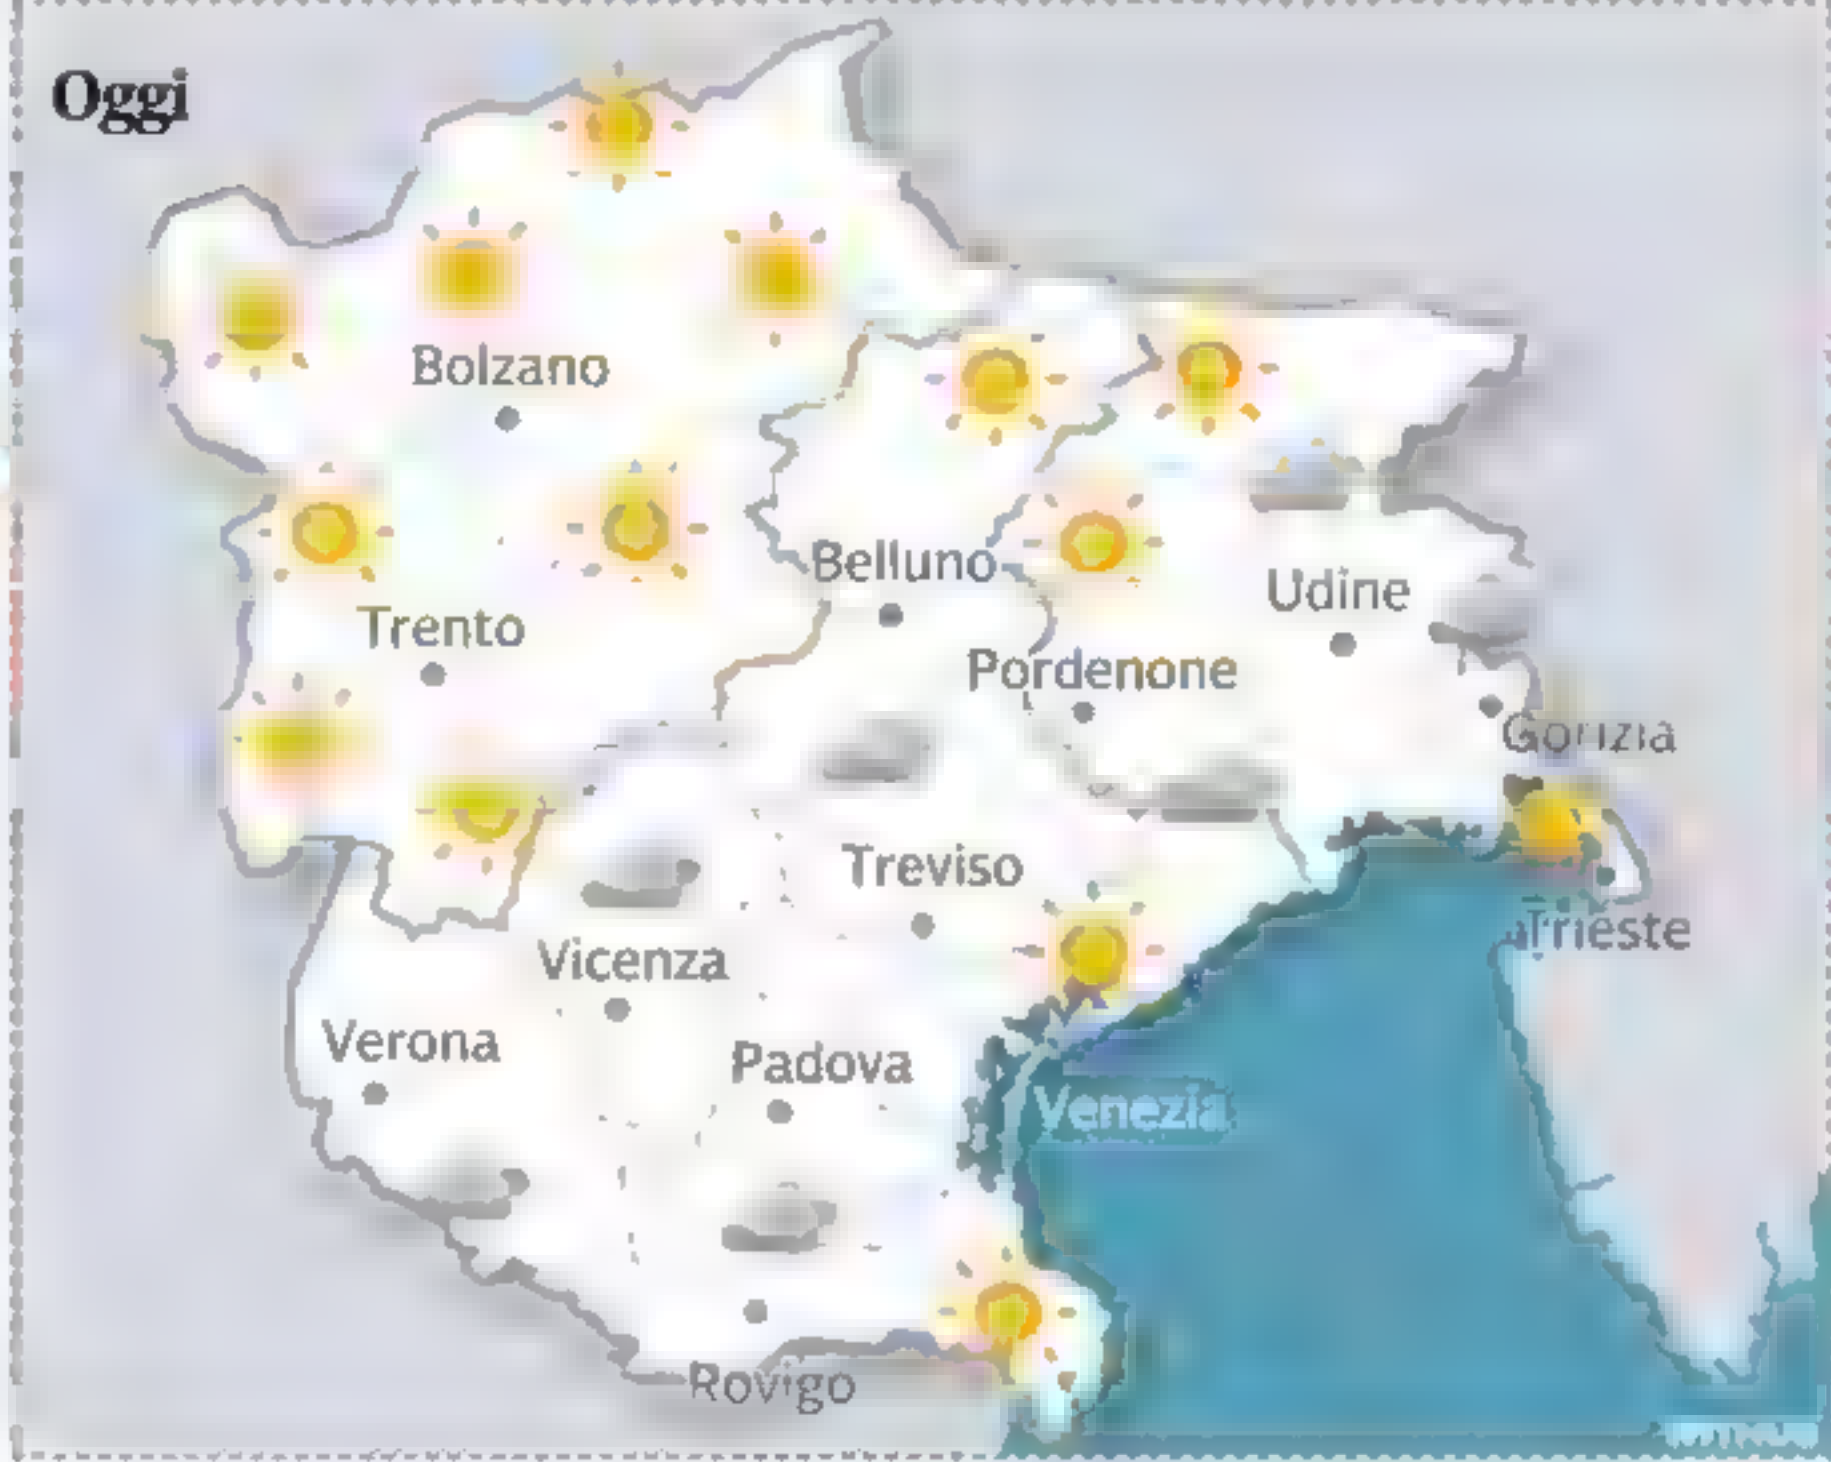 Oggi
Bolzano
Trento
Belluno
Udine
Pordenone
Gorizia
Treviso
Trieste
Vicenza
Verona
Padova
Venezia
Rovigo